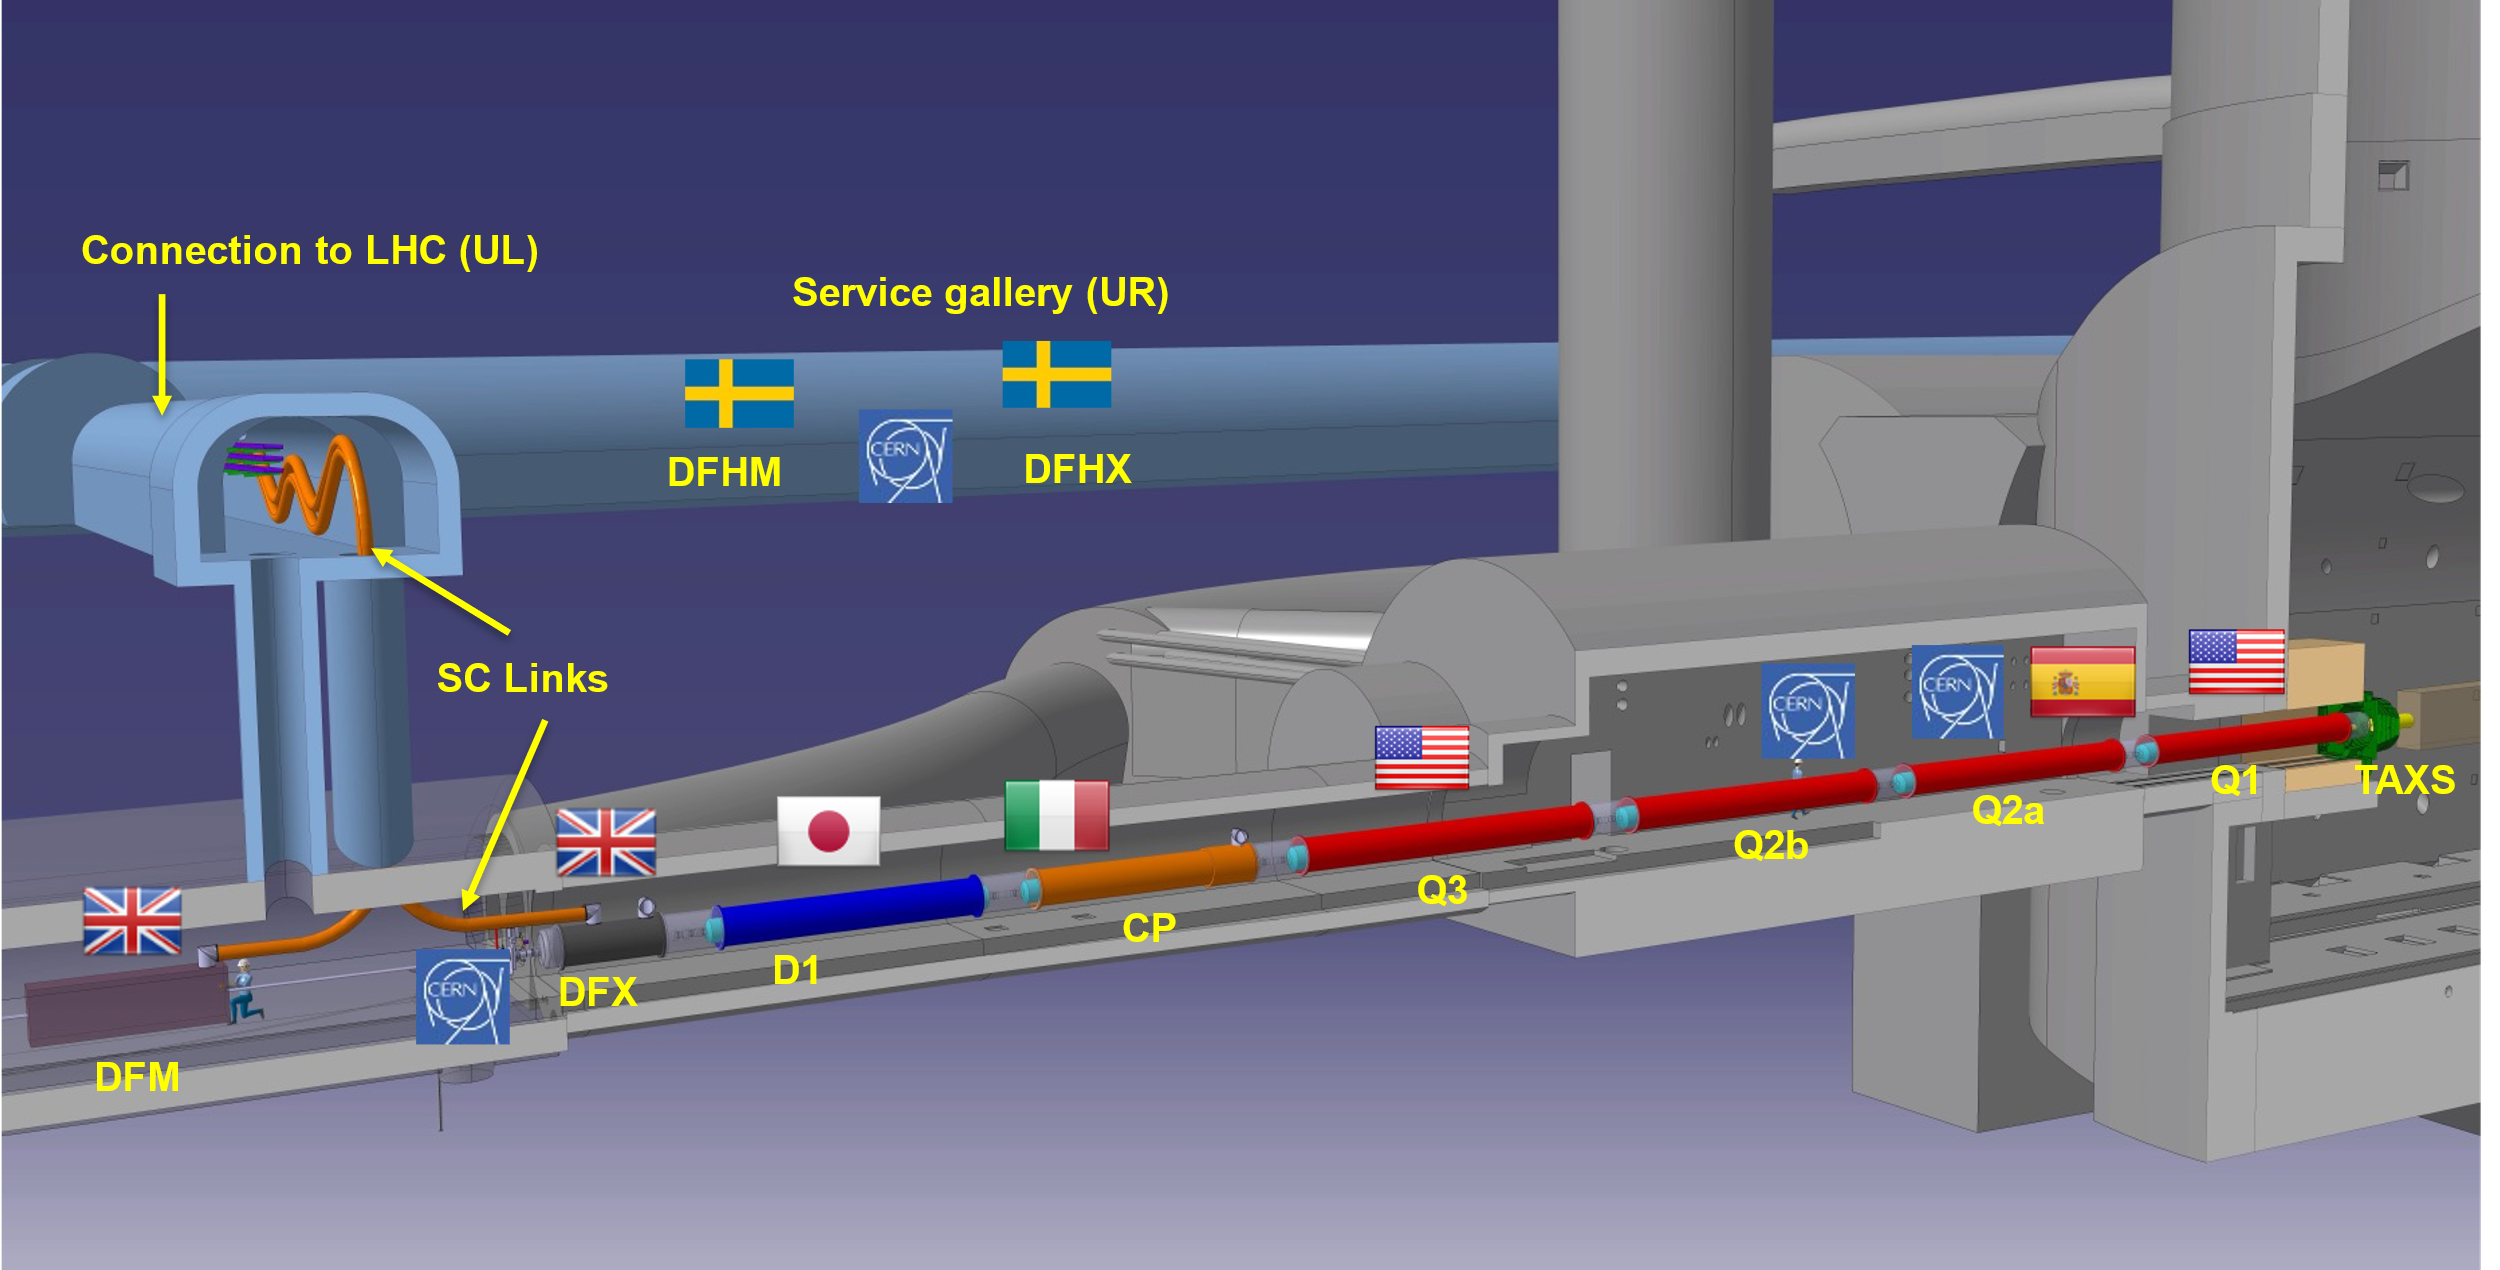 Connection to LHC (UL)
Service gallery (UR)
DFHM
CERN
DFHX
SC Links
CERN
CERN
TAXS
Q1
Q2a
Q2b
Q3
CP
D1
DFX
CERN
DFM